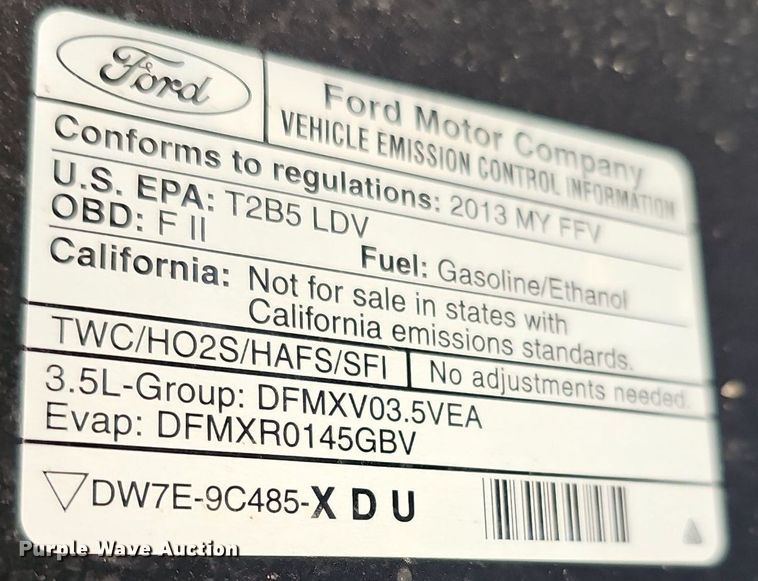 Ford
Ford Motor Company
VEHICLE EMISSION CONTROL INFORMATION
Conforms to regulations: 2013 MY FFV
U.S. EPA: T2B5 LDV
OBD: F II
Fuel: Gasoline/Ethanol
California: Not for sale in states with
California emissions standards.
TWC/HO2S/HAFS/SFI
No adjustments needed.
3.5L-Group: DFMXV03.5VEA
Evap: DFMXR0145GBV
DW7E-9C485-XDU
Purple Wave Auction